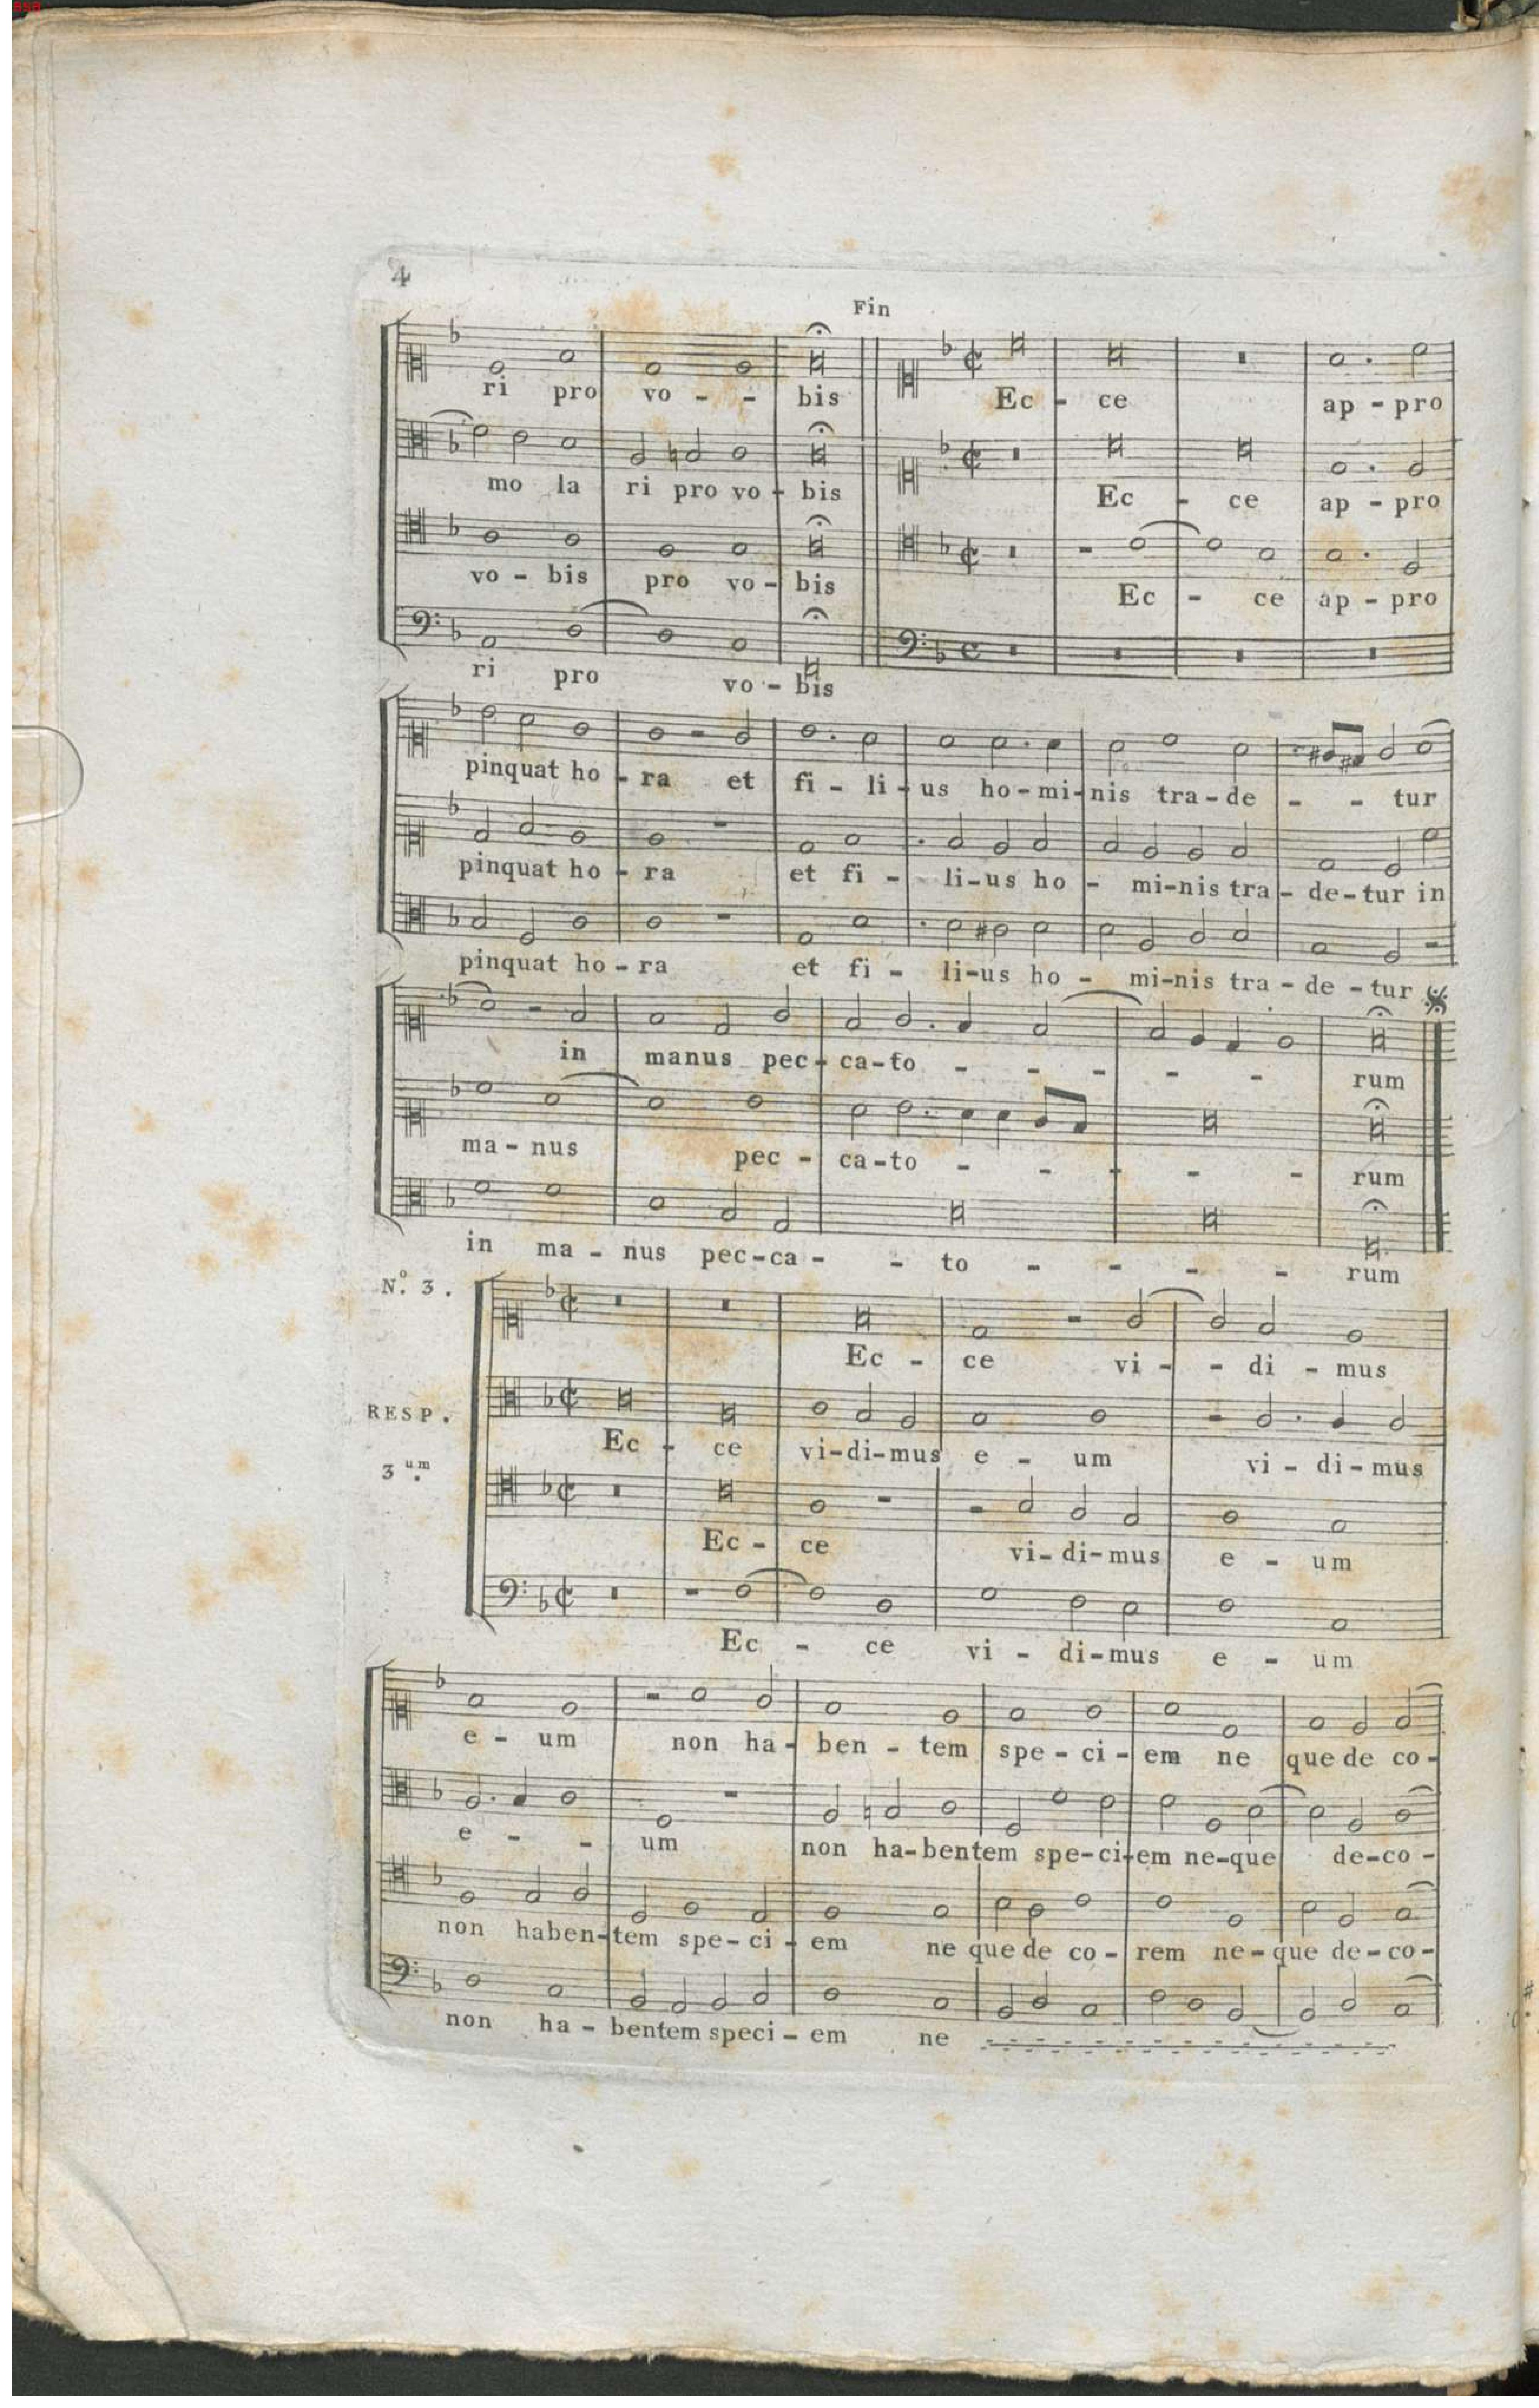 898
4
Fin
ri pro vo - - bis Ec - ce ap - pro
mo la ri pro vo - bis Ec - ce ap - pro
vo - bis pro vo - bis Ec - ce ap - pro
ri pro vo - bis
pinquat ho - ra et fi - li - us ho - mi - nis tra - de - - tur
pinquat ho - ra et fi - li - us ho - mi - nis tra - de - tur in
pinquat ho - ra et fi - li - us ho - mi - nis tra - de - tur
in manus pec - ca - to - - - - - rum
ma - nus pec - ca - to - - - - - rum
in ma - nus pec - ca - - to - - - - rum
N.º 3.
Ec - ce vi - - di - mus
RESP.
Ec - ce vi - di - mus e - um vi - di - mus
3 um.
Ec - ce vi - di - mus e - um
Ec - ce vi - di - mus e - um
e - um non ha - ben - tem spe - ci - em ne que de co -
e - - um non ha - bentem spe - ci - em ne - que de - co -
non haben - tem spe - ci - em ne que de co - rem ne - que de - co -
non ha - bentem speci - em ne